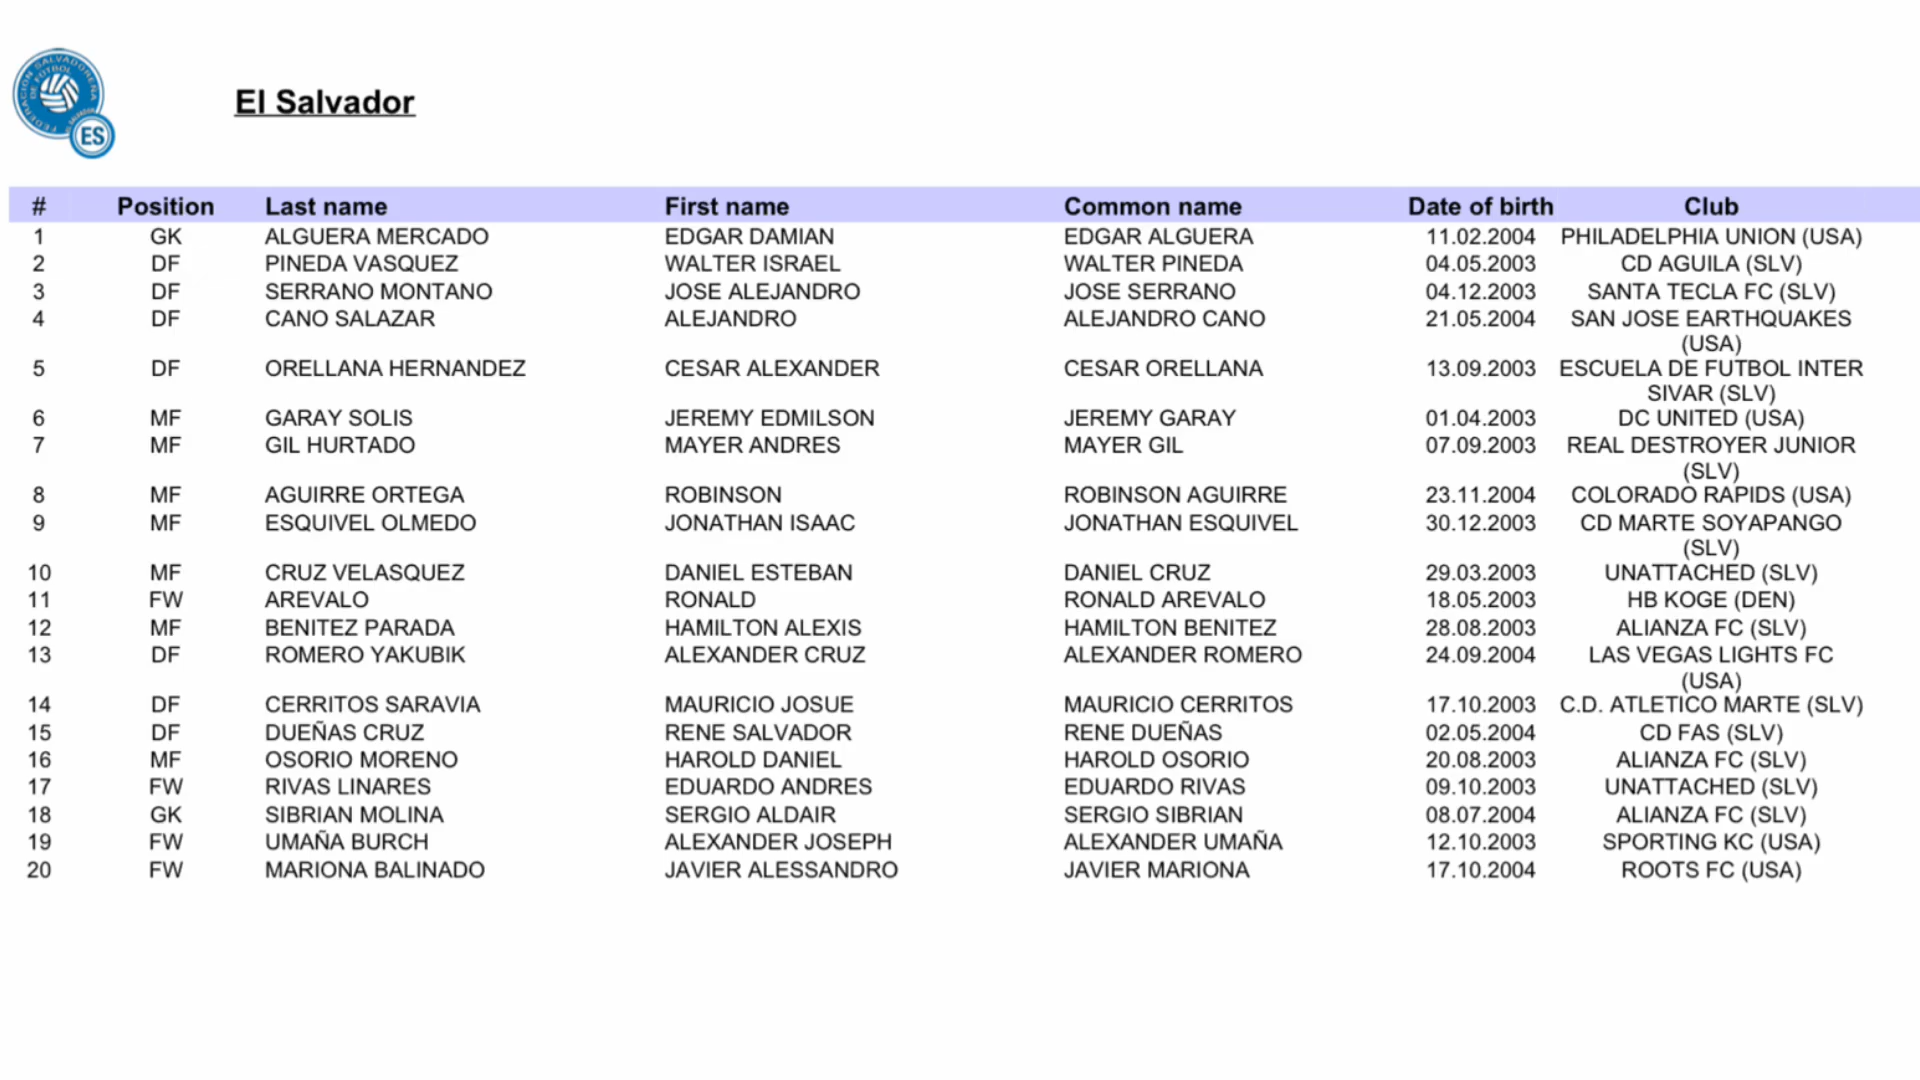 FEDERACION SALVADOREÑA
DE FUTBOL
EL SALVADOR
ES
El Salvador
# Position Last name First name Common name Date of birth Club
1 GK ALGUERA MERCADO EDGAR DAMIAN EDGAR ALGUERA 11.02.2004 PHILADELPHIA UNION (USA)
2 DF PINEDA VASQUEZ WALTER ISRAEL WALTER PINEDA 04.05.2003 CD AGUILA (SLV)
3 DF SERRANO MONTANO JOSE ALEJANDRO JOSE SERRANO 04.12.2003 SANTA TECLA FC (SLV)
4 DF CANO SALAZAR ALEJANDRO ALEJANDRO CANO 21.05.2004 SAN JOSE EARTHQUAKES
(USA)
5 DF ORELLANA HERNANDEZ CESAR ALEXANDER CESAR ORELLANA 13.09.2003 ESCUELA DE FUTBOL INTER
SIVAR (SLV)
6 MF GARAY SOLIS JEREMY EDMILSON JEREMY GARAY 01.04.2003 DC UNITED (USA)
7 MF GIL HURTADO MAYER ANDRES MAYER GIL 07.09.2003 REAL DESTROYER JUNIOR
(SLV)
8 MF AGUIRRE ORTEGA ROBINSON ROBINSON AGUIRRE 23.11.2004 COLORADO RAPIDS (USA)
9 MF ESQUIVEL OLMEDO JONATHAN ISAAC JONATHAN ESQUIVEL 30.12.2003 CD MARTE SOYAPANGO
(SLV)
10 MF CRUZ VELASQUEZ DANIEL ESTEBAN DANIEL CRUZ 29.03.2003 UNATTACHED (SLV)
11 FW AREVALO RONALD RONALD AREVALO 18.05.2003 HB KOGE (DEN)
12 MF BENITEZ PARADA HAMILTON ALEXIS HAMILTON BENITEZ 28.08.2003 ALIANZA FC (SLV)
13 DF ROMERO YAKUBIK ALEXANDER CRUZ ALEXANDER ROMERO 24.09.2004 LAS VEGAS LIGHTS FC
(USA)
14 DF CERRITOS SARAVIA MAURICIO JOSUE MAURICIO CERRITOS 17.10.2003 C.D. ATLETICO MARTE (SLV)
15 DF DUEÑAS CRUZ RENE SALVADOR RENE DUEÑAS 02.05.2004 CD FAS (SLV)
16 MF OSORIO MORENO HAROLD DANIEL HAROLD OSORIO 20.08.2003 ALIANZA FC (SLV)
17 FW RIVAS LINARES EDUARDO ANDRES EDUARDO RIVAS 09.10.2003 UNATTACHED (SLV)
18 GK SIBRIAN MOLINA SERGIO ALDAIR SERGIO SIBRIAN 08.07.2004 ALIANZA FC (SLV)
19 FW UMAÑA BURCH ALEXANDER JOSEPH ALEXANDER UMAÑA 12.10.2003 SPORTING KC (USA)
20 FW MARIONA BALINADO JAVIER ALESSANDRO JAVIER MARIONA 17.10.2004 ROOTS FC (USA)